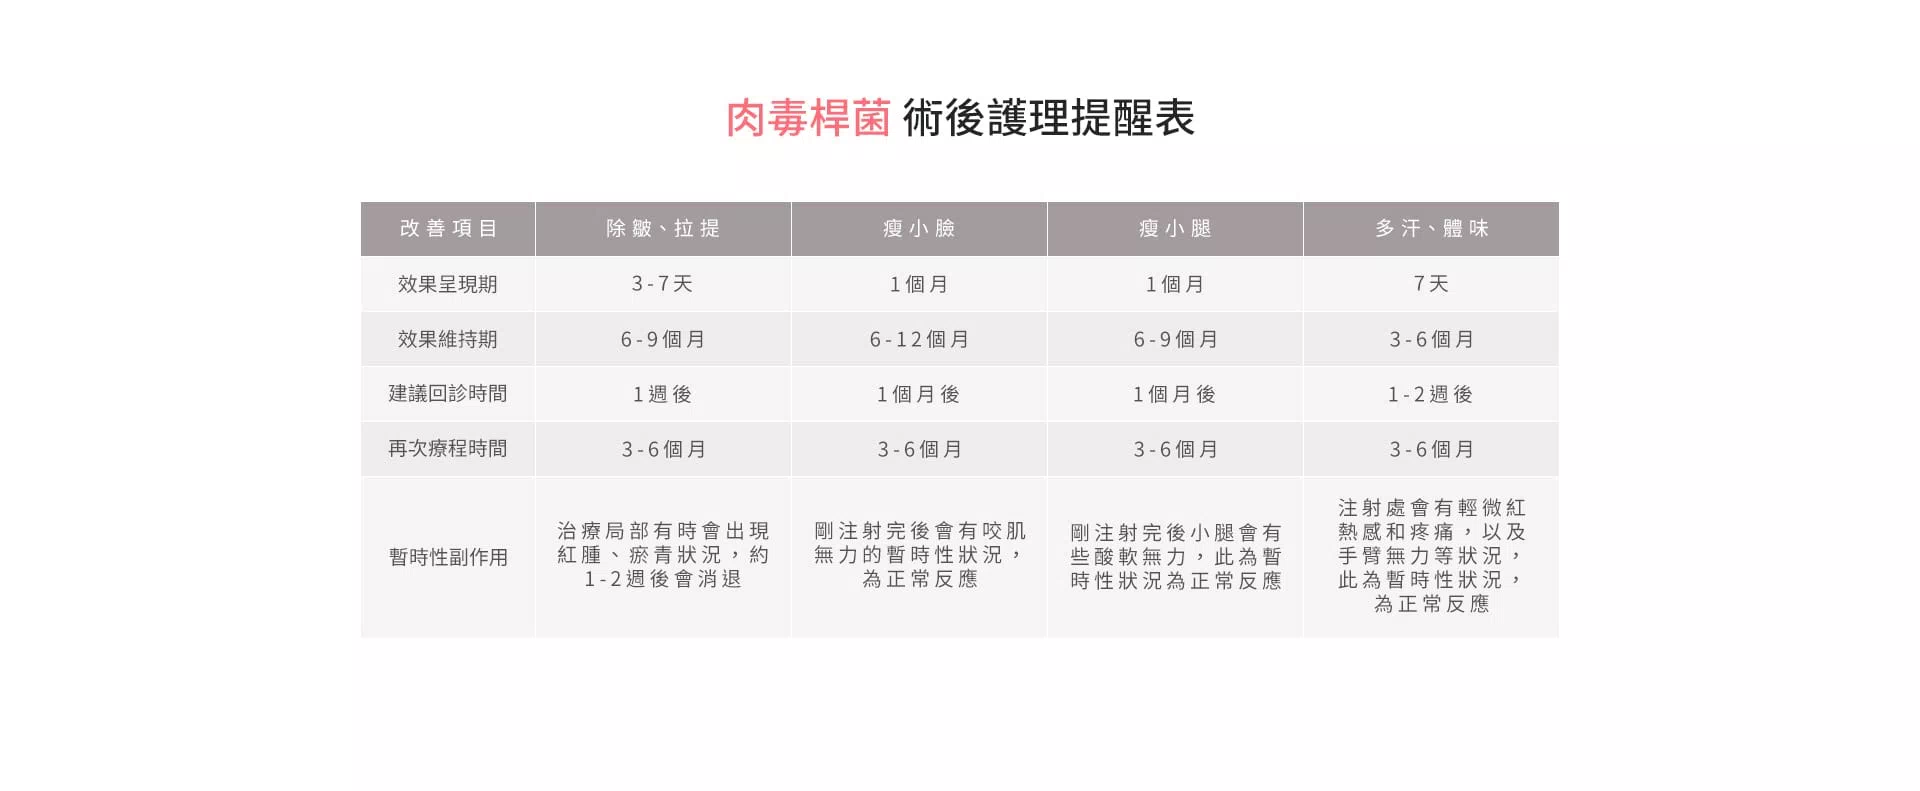 肉毒桿菌 術後護理提醒表
改善項目 除皺、拉提 瘦小臉 瘦小腿 多汗、體味
效果呈現期 3-7天 1個月 1個月 7天
效果維持期 6-9個月 6-12個月 6-9個月 3-6個月
建議回診時間 1週後 1個月後 1個月後 1-2週後
再次療程時間 3-6個月 3-6個月 3-6個月 3-6個月
暫時性副作用
治療局部有時會出現
紅腫、瘀青狀況，約
1-2週後會消退
剛注射完後會有咬肌
無力的暫時性狀況，
為正常反應
剛注射完後小腿會有
些酸軟無力，此為暫
時性狀況為正常反應
注射處會有輕微紅
熱感和疼痛，以及
手臂無力等狀況，
此為暫時性狀況，
為正常反應